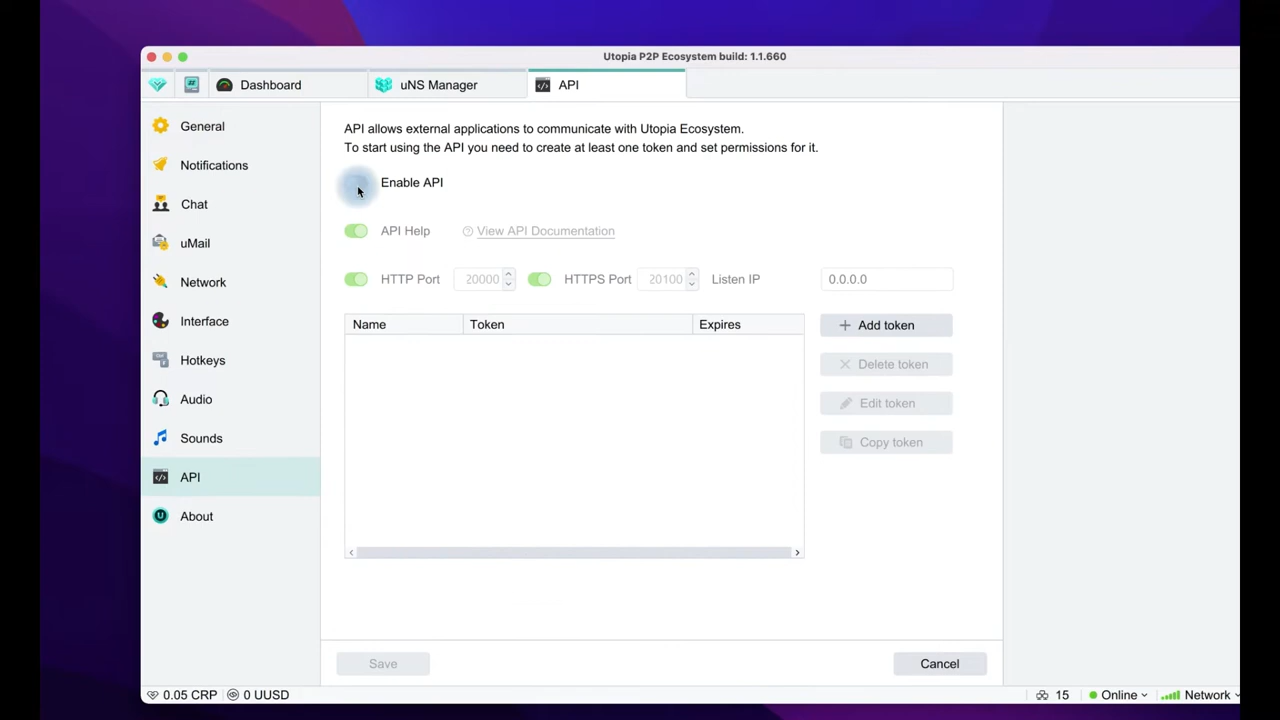 Utopia P2P Ecosystem build: 1.1.660
Dashboard
uNS Manager
API
General
Notifications
Chat
uMail
Network
Interface
Hotkeys
Audio
Sounds
API
About
API allows external applications to communicate with Utopia Ecosystem.
To start using the API you need to create at least one token and set permissions for it.
Enable API
API Help
View API Documentation
HTTP Port 20000 HTTPS Port 20100 Listen IP 0.0.0.0
Name Token Expires
Add token
Delete token
Edit token
Copy token
Save
Cancel
0.05 CRP 0 UUSD
15 Online Network